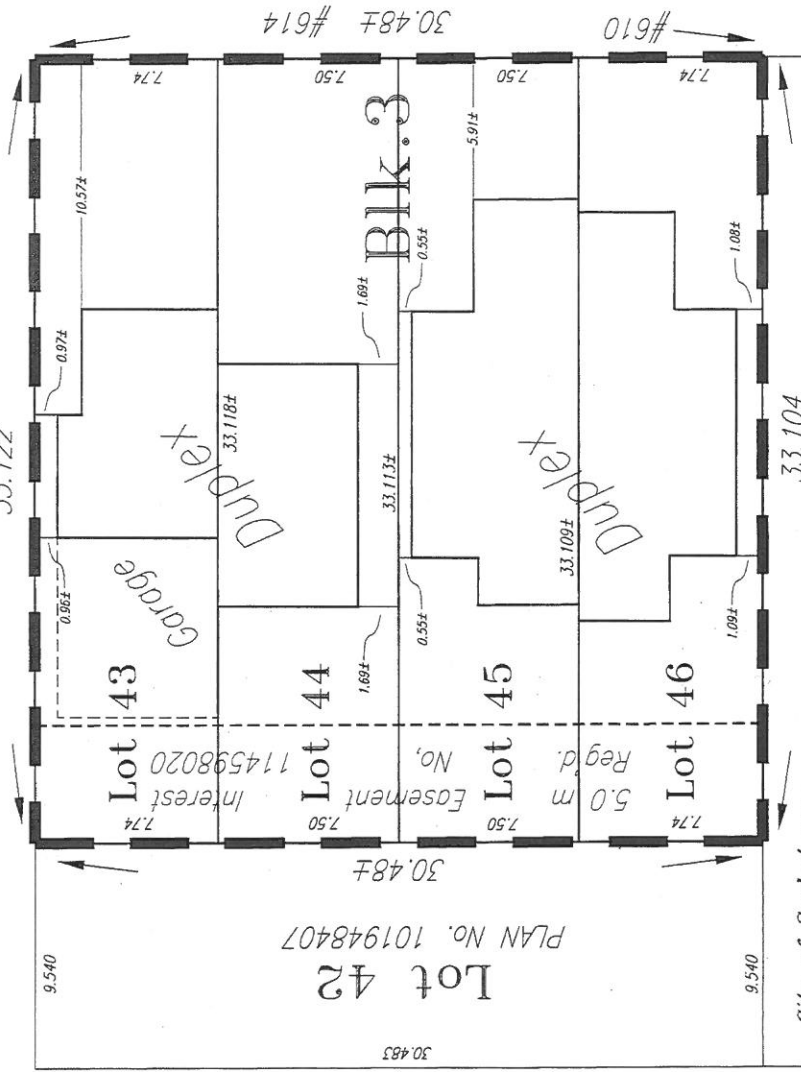 #614
30.48±
#610
7.74
7.50
7.50
7.74
10.57±
Blk.3
5.91±
0.97±
1.69±
0.55±
1.08±
Duplex
33.118±
33.113±
Duplex
33.109±
33.104
0.96±
Garage
1.69±
0.55±
1.09±
Lot 43
Lot 44
Lot 45
Lot 46
5.0 m Easement Interest
Reg'd. No, 114598020
7.74
7.50
7.50
7.74
30.48±
9.540
PLAN No. 101948407
Lot 42
9.540
30.483